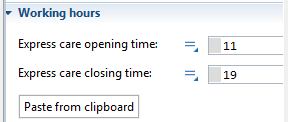 Working hours
Express care opening time: 11
Express care closing time: 19
Paste from clipboard